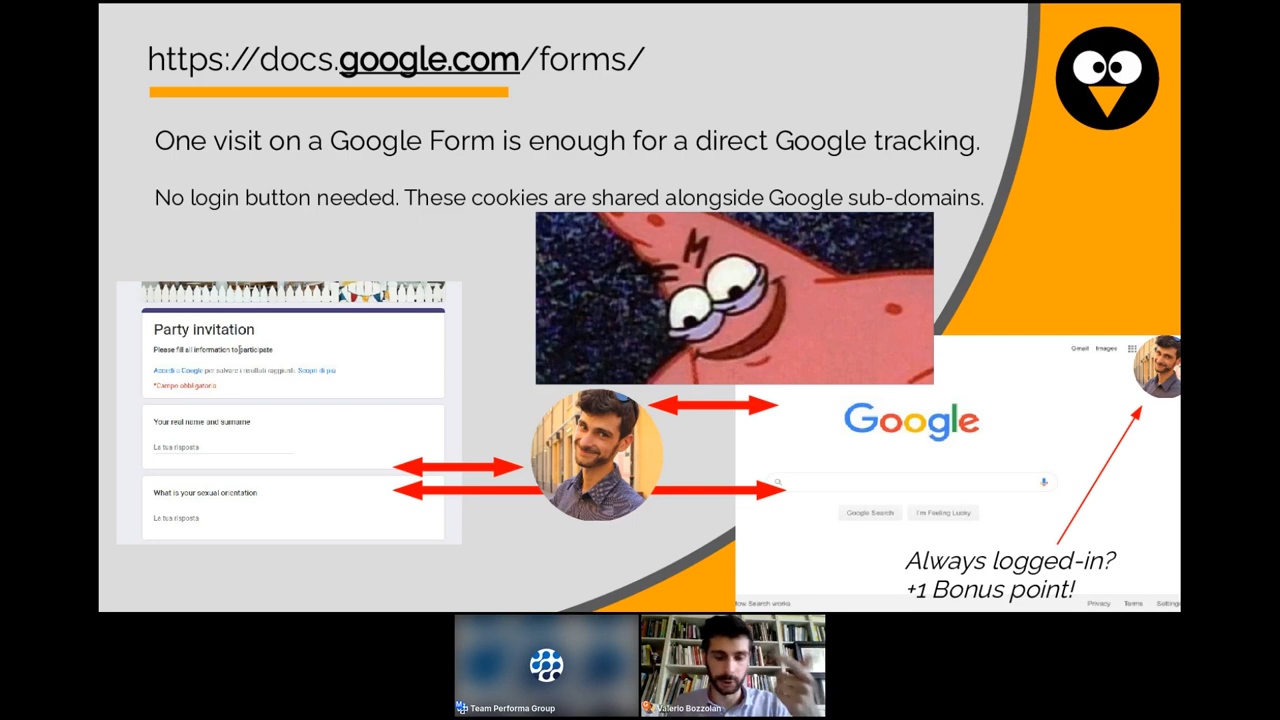 https://docs.google.com/forms/
One visit on a Google Form is enough for a direct Google tracking.
No login button needed. These cookies are shared alongside Google sub-domains.
Party invitation
Please fill all information to participate
Accedi a Google per salvare i risultati raggiunti. Scopri di più
*Campo obbligatorio
Your real name and surname
La tua risposta
What is your sexual orientation
La tua risposta
M
Gmail Images
Google
Google Search I'm Feeling Lucky
Always logged-in?
+1 Bonus point!
How Search works Privacy Terms Settings
Team Performa Group
Valerio Bozzolan